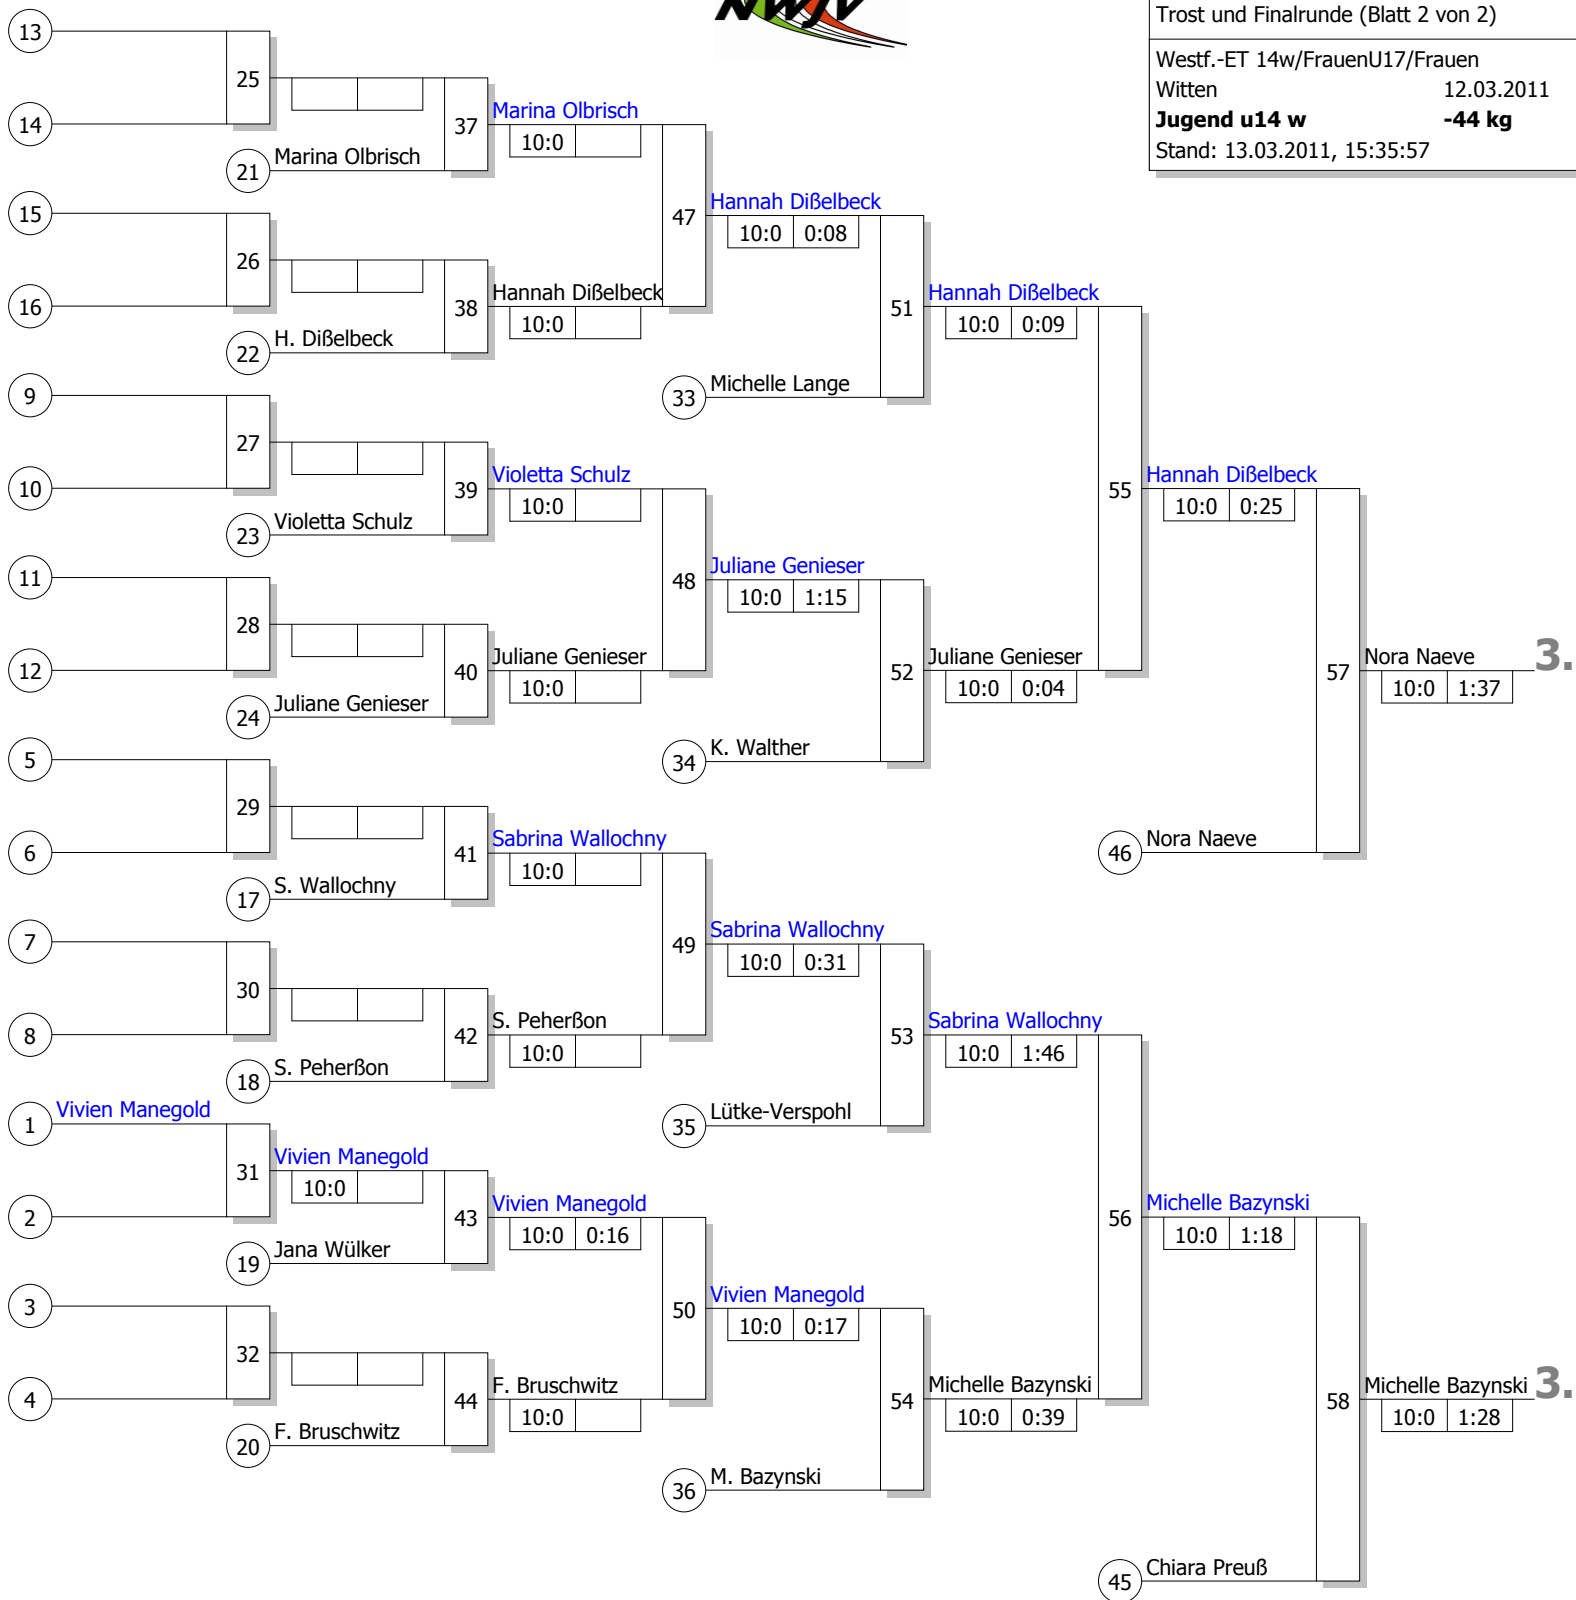 NWJV
Trost und Finalrunde (Blatt 2 von 2)
Westf.-ET 14w/FrauenU17/Frauen
Witten 12.03.2011
Jugend u14 w -44 kg
Stand: 13.03.2011, 15:35:57
13
25
14
37
Marina Olbrisch
10:0
21 Marina Olbrisch
15
47
Hannah Dißelbeck
10:0 0:08
26
16
38
Hannah Dißelbeck
10:0
22 H. Dißelbeck
51
Hannah Dißelbeck
10:0 0:09
33 Michelle Lange
9
27
10
39
Violetta Schulz
10:0
23 Violetta Schulz
55
Hannah Dißelbeck
10:0 0:25
11
48
Juliane Genieser
10:0 1:15
28
12
40
Juliane Genieser
10:0
24 Juliane Genieser
52
Juliane Genieser
10:0 0:04
34 K. Walther
57
Nora Naeve 3.
10:0 1:37
5
29
6
41
Sabrina Wallochny
10:0
17 S. Wallochny
46 Nora Naeve
7
49
Sabrina Wallochny
10:0 0:31
30
8
42
S. Peherßon
10:0
18 S. Peherßon
53
Sabrina Wallochny
10:0 1:46
35 Lütke-Verspohl
1 Vivien Manegold
31
Vivien Manegold
10:0
2
43
Vivien Manegold
10:0 0:16
19 Jana Wülker
56
Michelle Bazynski
10:0 1:18
3
50
Vivien Manegold
10:0 0:17
32
4
44
F. Bruschwitz
10:0
20 F. Bruschwitz
54
Michelle Bazynski
10:0 0:39
36 M. Bazynski
58
Michelle Bazynski 3.
10:0 1:28
45 Chiara Preuß